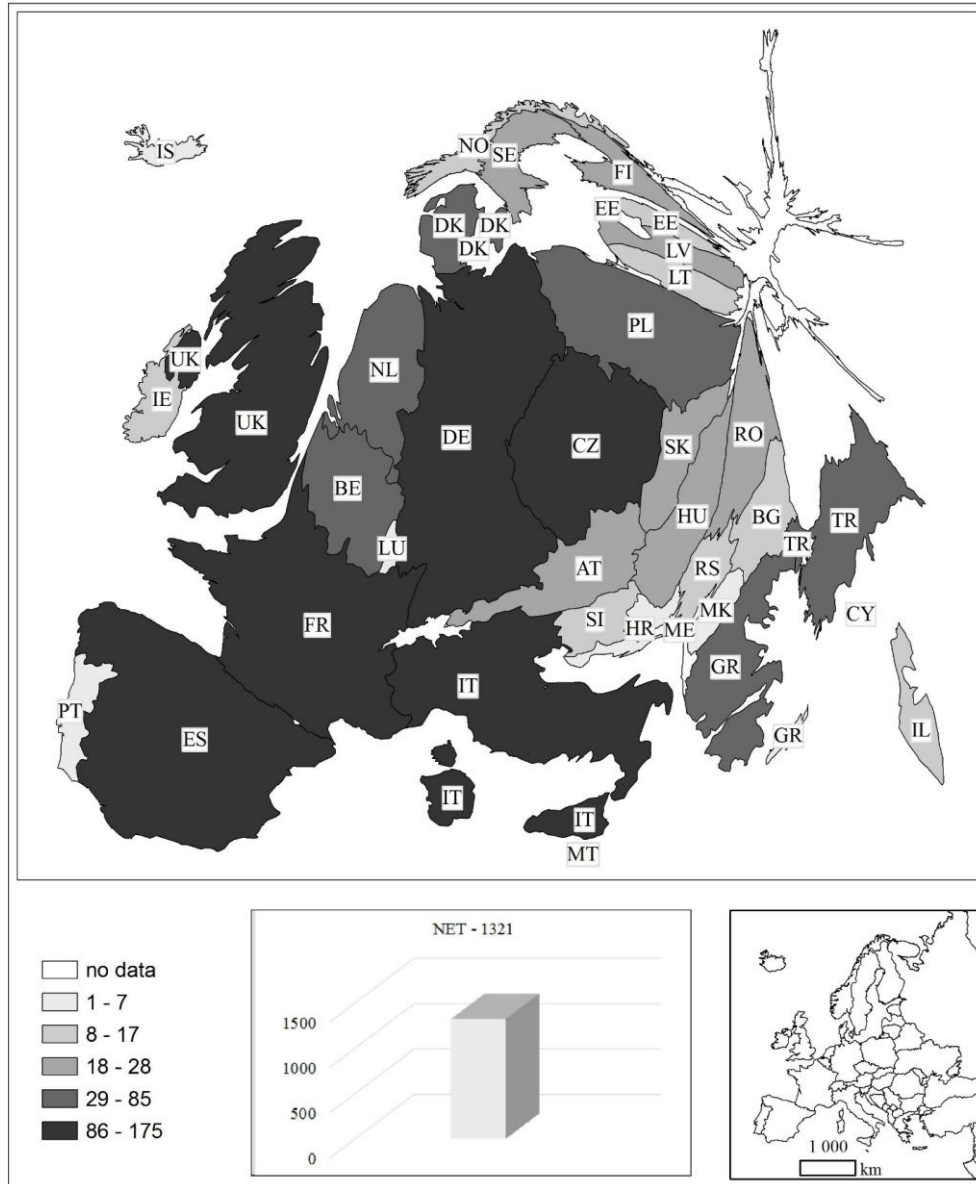 IS
NO
SE
FI
EE
DK
DK
EE
DK
LV
LT
PL
UK
NL
IE
UK
DE
CZ
SK
RO
BE
HU
BG
TR
TR
LU
AT
RS
MK
CY
SI
HR
ME
FR
GR
IT
PT
ES
GR
IL
IT
IT
MT
no data
1 - 7
8 - 17
18 - 28
29 - 85
86 - 175
NET - 1321
1500
1000
500
0
1 000
km